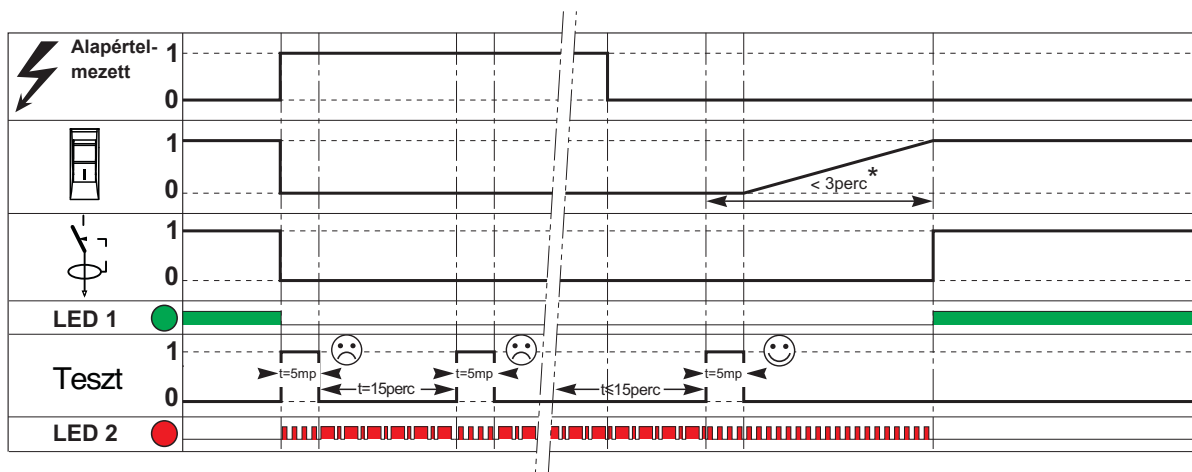 Alapértel-
mezett
1
0
1
0
< 3perc*
1
0
LED 1
Teszt
1
0
t=5mp
t=15perc
t=5mp
t≤15perc
t=5mp
LED 2